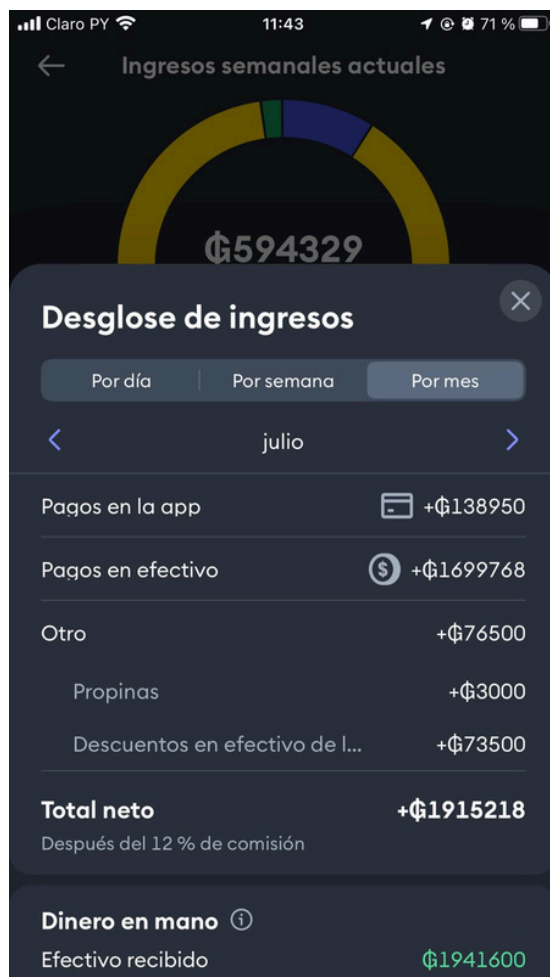 Claro PY 11:43 71 %
Ingresos semanales actuales
₲594329
Desglose de ingresos
Por día Por semana Por mes
julio
Pagos en la app +₲138950
Pagos en efectivo +₲1699768
Otro +₲76500
Propinas +₲3000
Descuentos en efectivo de l... +₲73500
Total neto +₲1915218
Después del 12 % de comisión
Dinero en mano
Efectivo recibido ₲1941600